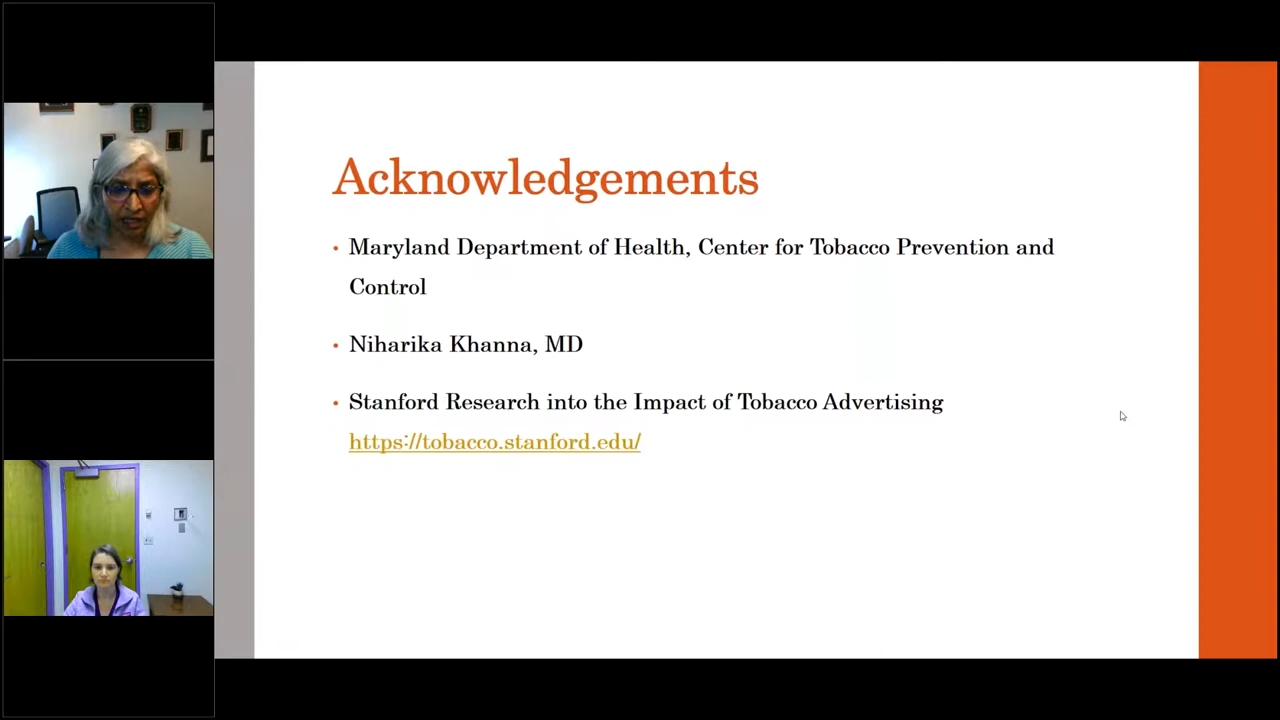 Acknowledgements
• Maryland Department of Health, Center for Tobacco Prevention and
Control
• Niharika Khanna, MD
• Stanford Research into the Impact of Tobacco Advertising
https://tobacco.stanford.edu/